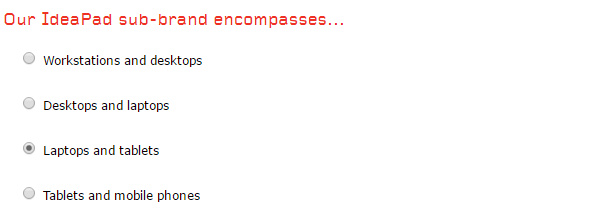 Our IdeaPad sub-brand encompasses...
Workstations and desktops
Desktops and laptops
Laptops and tablets
Tablets and mobile phones